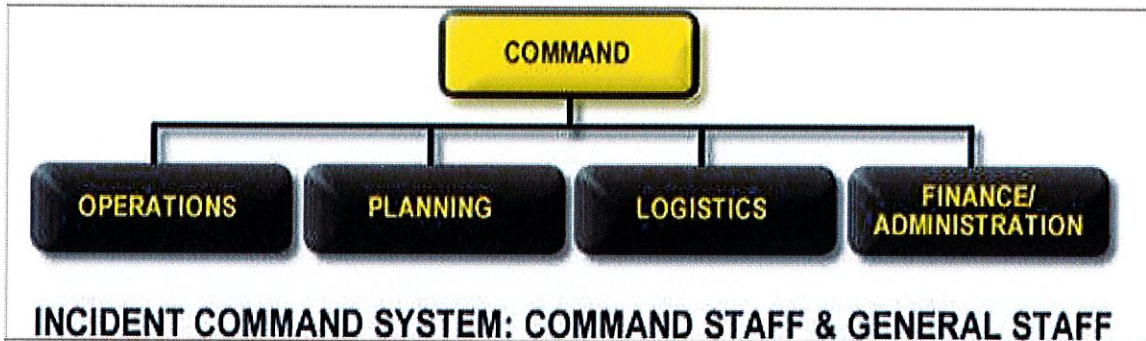 COMMAND
OPERATIONS
PLANNING
LOGISTICS
FINANCE/
ADMINISTRATION
INCIDENT COMMAND SYSTEM: COMMAND STAFF & GENERAL STAFF